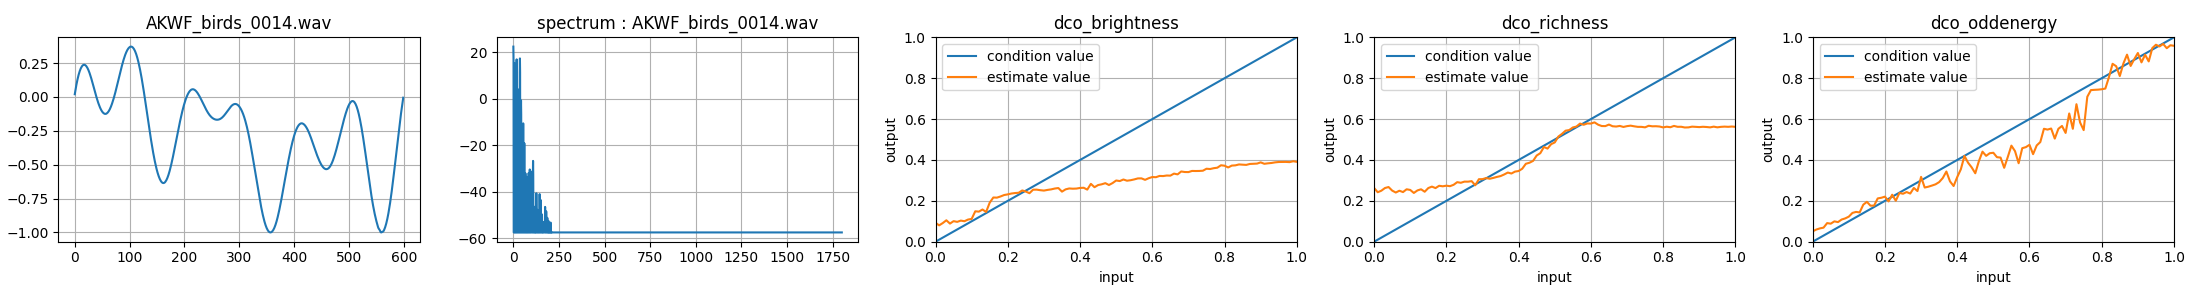 AKWF_birds_0014.wav
0.25
0.00
−0.25
−0.50
−0.75
−1.00
0 100 200 300 400 500 600
spectrum : AKWF_birds_0014.wav
20
0
−20
−40
−60
0 250 500 750 1000 1250 1500 1750
dco_brightness
condition value
estimate value
output
1.0
0.8
0.6
0.4
0.2
0.0
0.0 0.2 0.4 0.6 0.8 1.0
input
dco_richness
condition value
estimate value
output
1.0
0.8
0.6
0.4
0.2
0.0
0.0 0.2 0.4 0.6 0.8 1.0
input
dco_oddenergy
condition value
estimate value
output
1.0
0.8
0.6
0.4
0.2
0.0
0.0 0.2 0.4 0.6 0.8 1.0
input